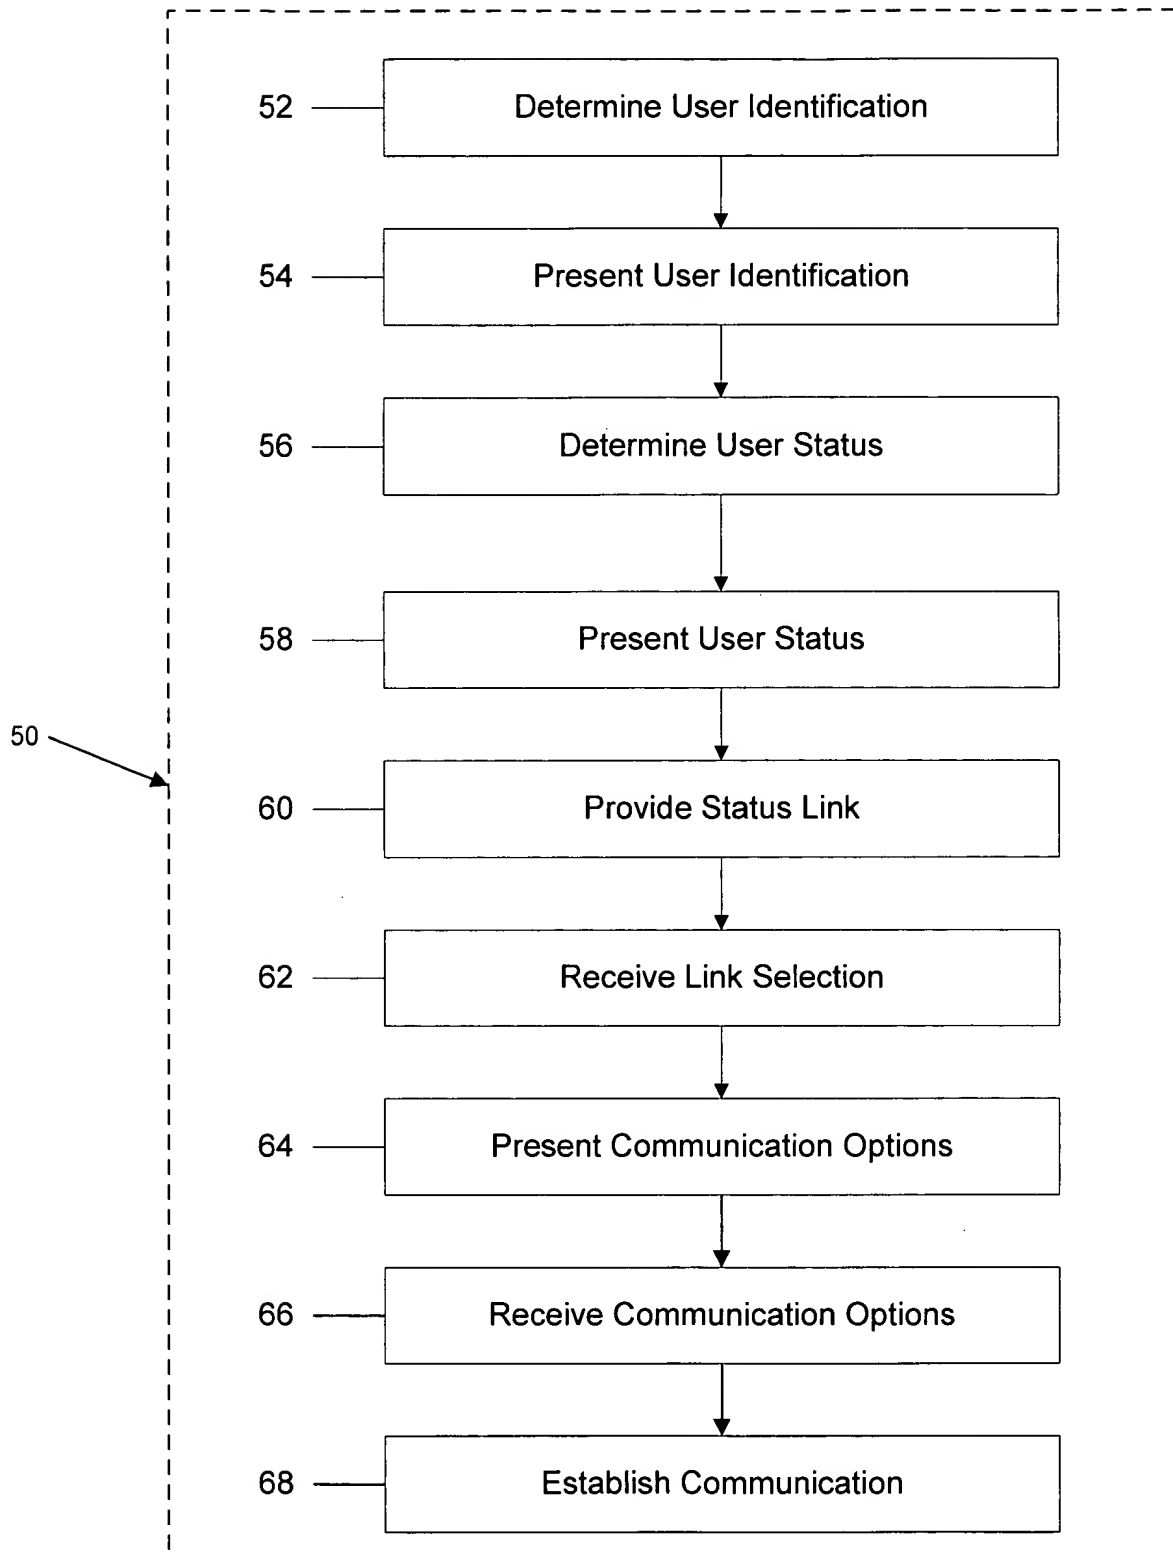 52 Determine User Identification
54 Present User Identification
56 Determine User Status
58 Present User Status
50
60 Provide Status Link
62 Receive Link Selection
64 Present Communication Options
66 Receive Communication Options
68 Establish Communication